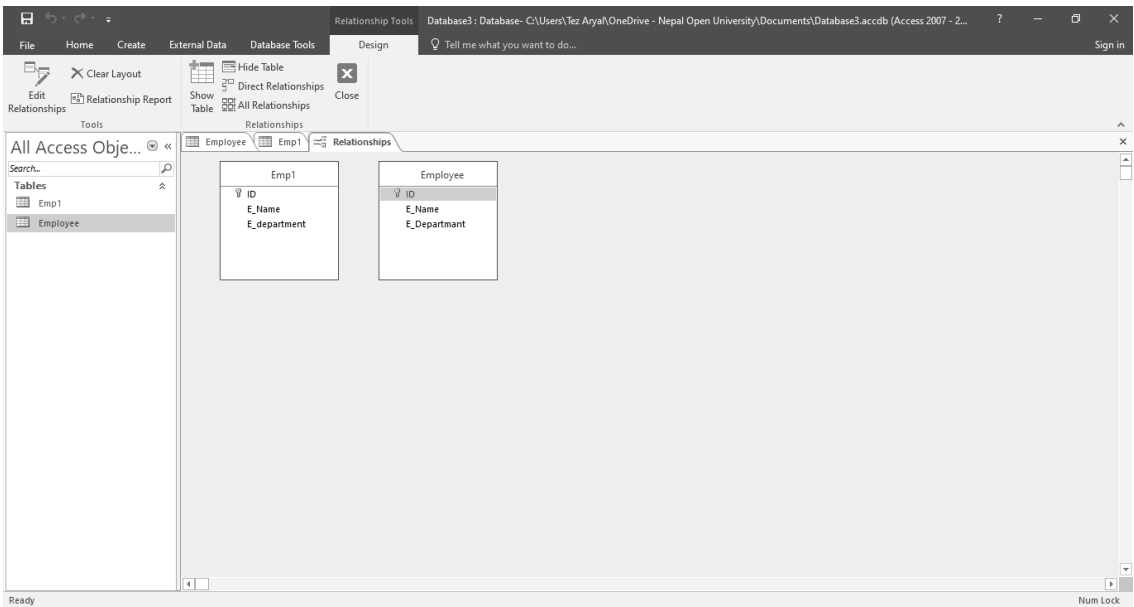 Relationship Tools Database3 : Database- C:\Users\Tez Aryal\OneDrive - Nepal Open University\Documents\Database3.accdb (Access 2007 - 2... ?
File Home Create External Data Database Tools Design Tell me what you want to do... Sign in
Edit Relationships
Clear Layout
Relationship Report
Tools
Show Table
Hide Table
Direct Relationships
All Relationships
Relationships
Close
All Access Obje... «
Search...
Tables
Emp1
Employee
Employee Emp1 Relationships
Emp1
ID
E_Name
E_department
Employee
ID
E_Name
E_Departmant
Ready Num Lock